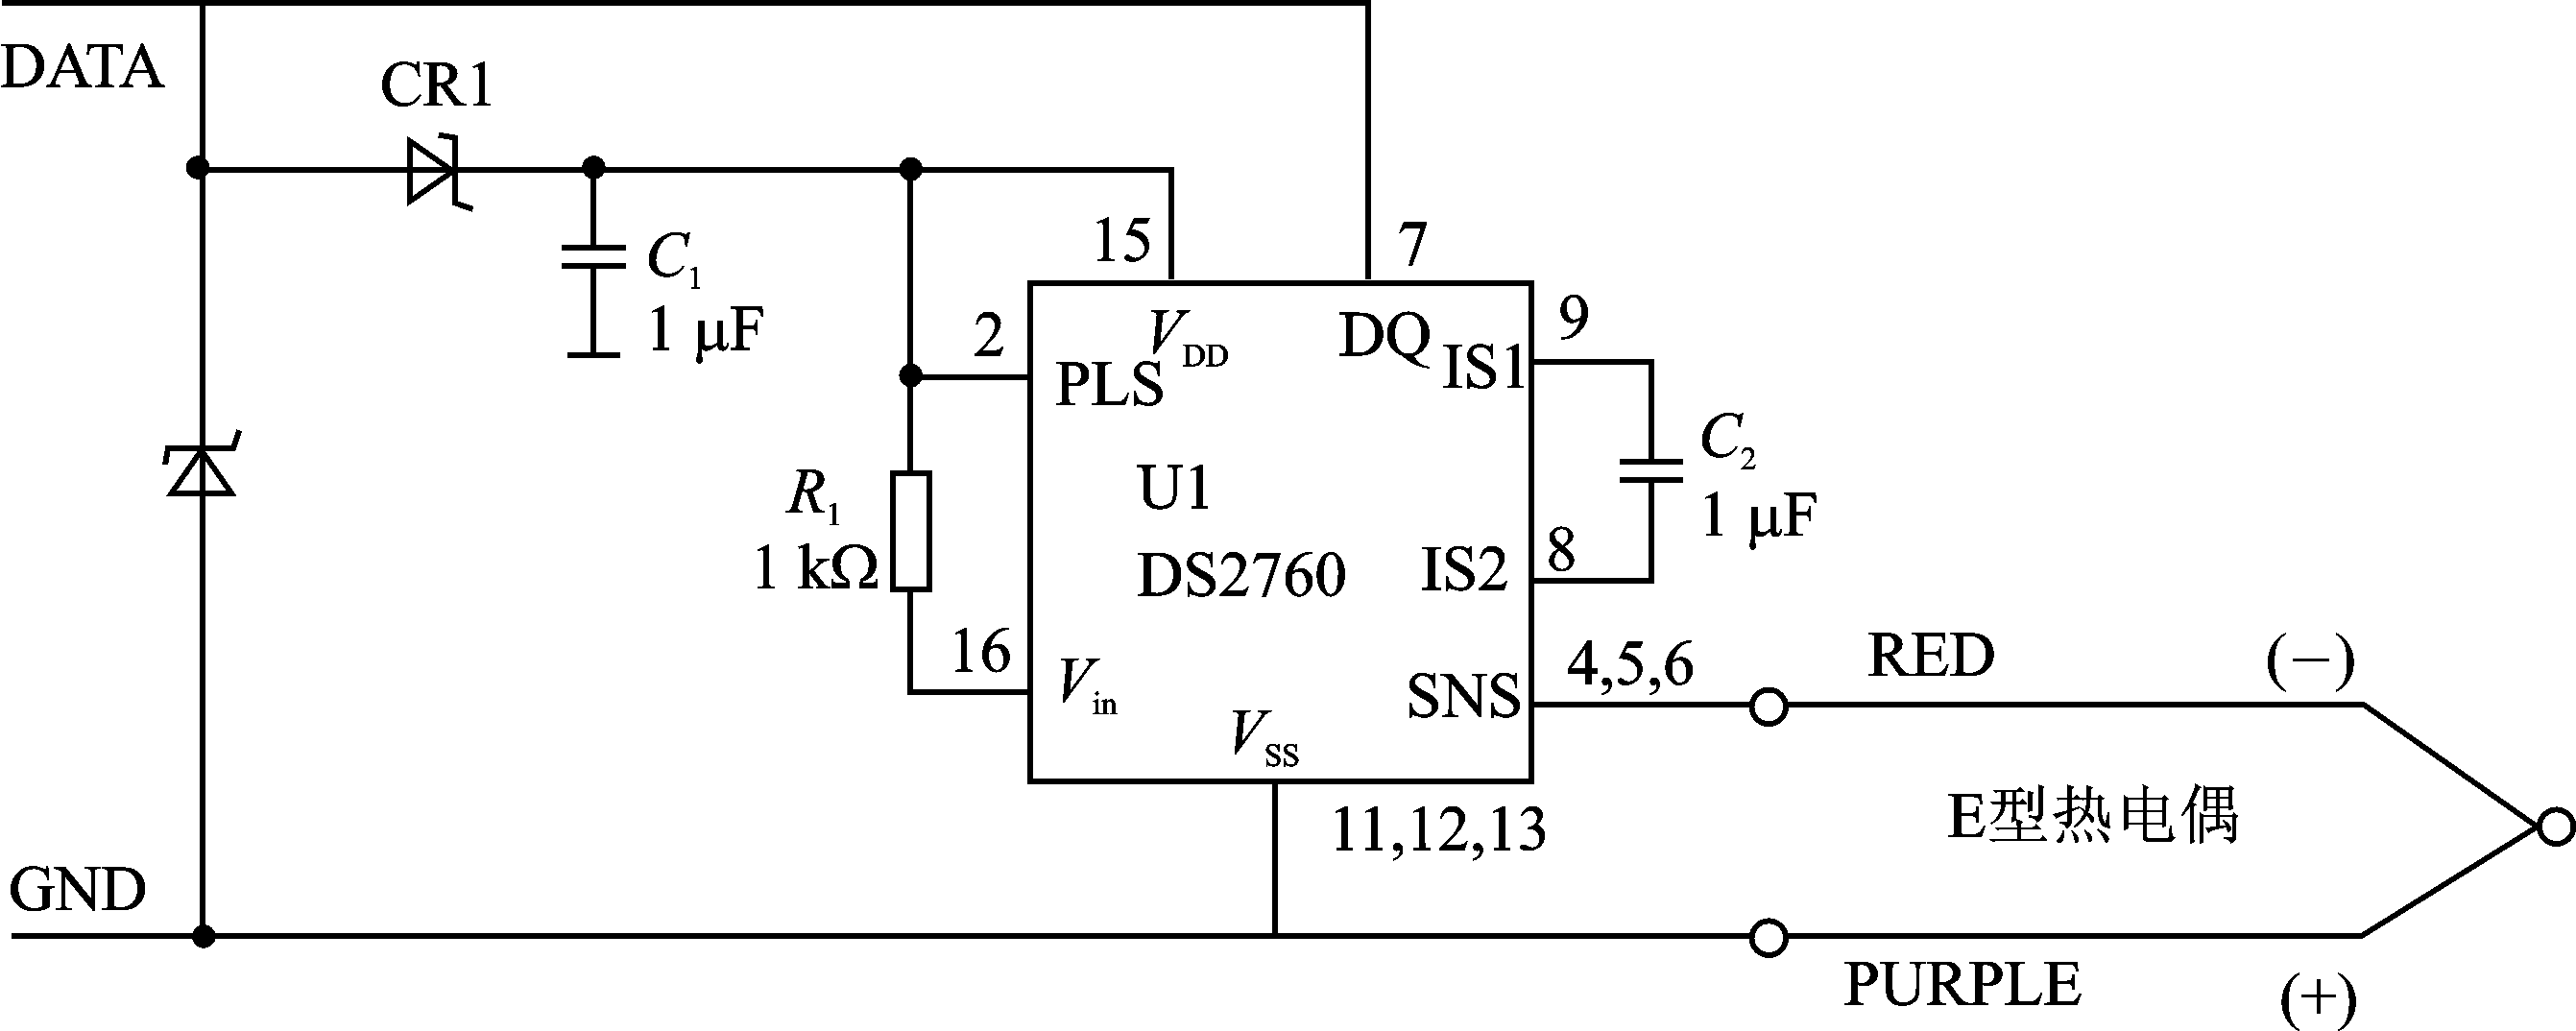 DATA
CR1
15
7
C1
1 μF
2
VDD
DQ
9
PLS
IS1
C2
1 μF
R1
1 kΩ
U1
DS2760
IS2
8
16
Vin
SNS
4,5,6
RED
(−)
VSS
11,12,13
E型热电偶
GND
PURPLE
(+)